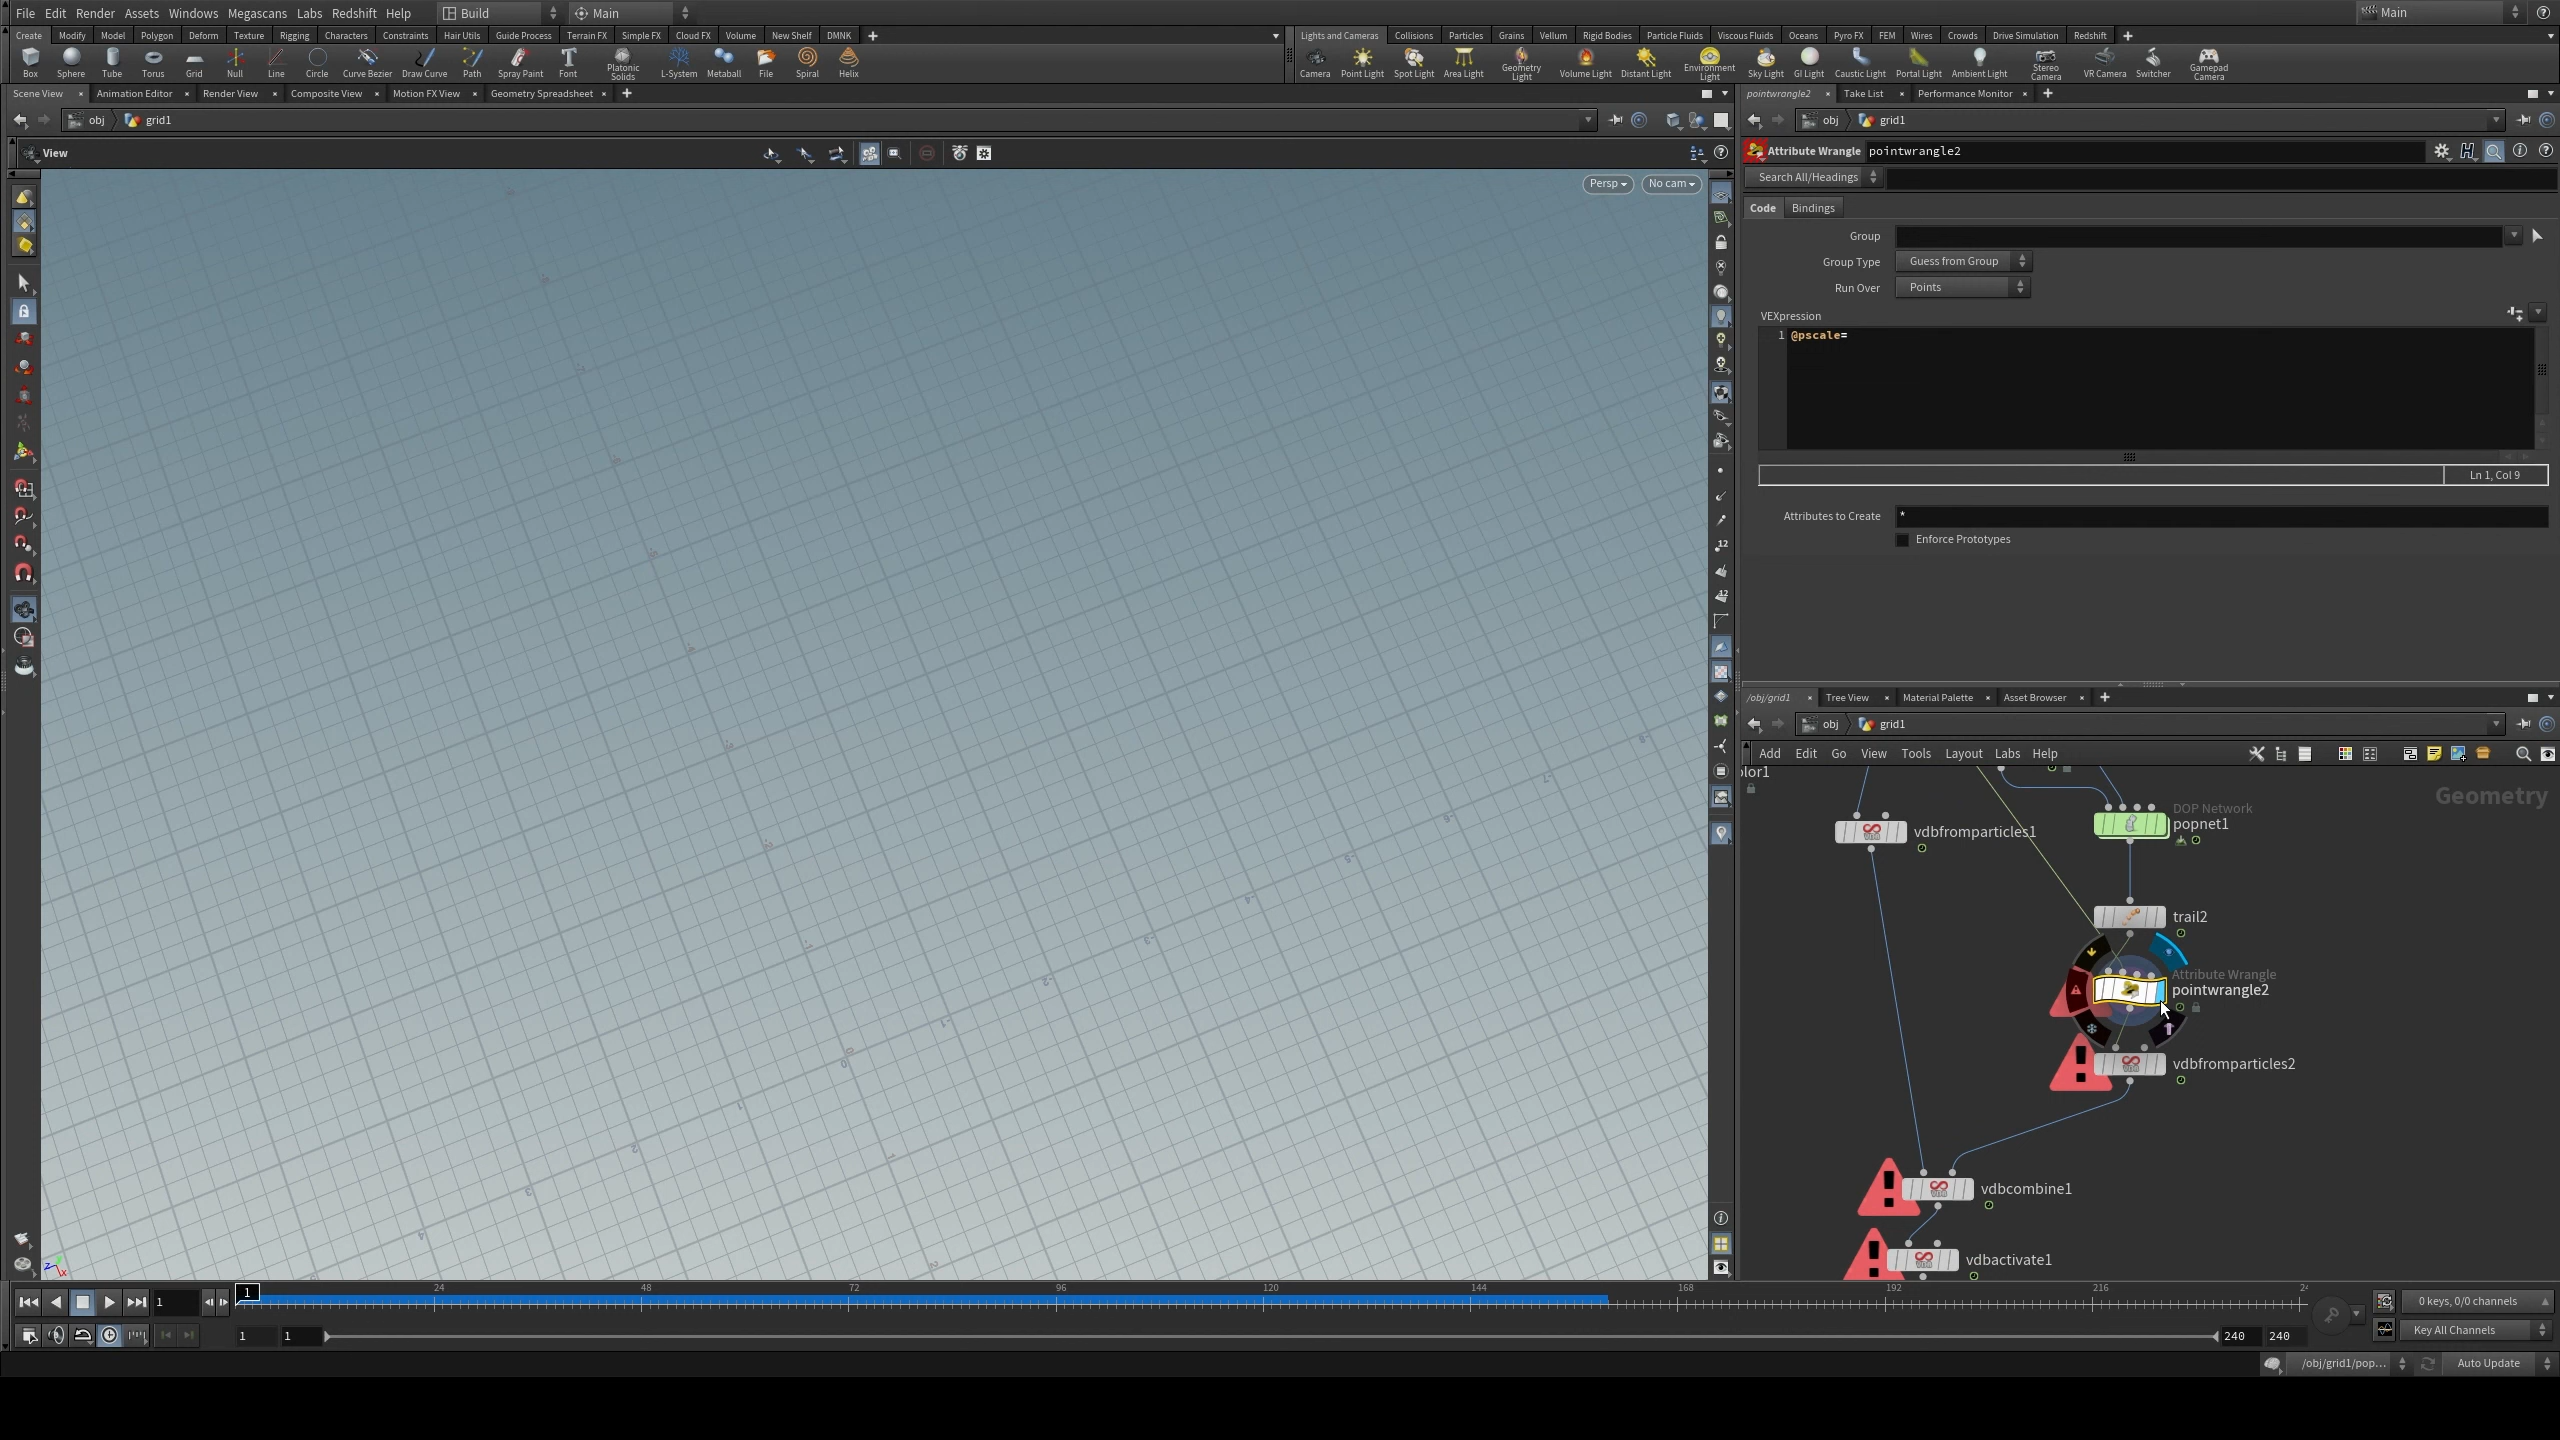 File Edit Render Assets Windows Megascans Labs Redshift Help Build Main Main
Create Modify Model Polygon Deform Texture Rigging Characters Constraints Hair Utils Guide Process Terrain FX Simple FX Cloud FX Volume New Shelf DMNK
Lights and Cameras Collisions Particles Grains Vellum Rigid Bodies Particle Fluids Viscous Fluids Oceans Pyro FX FEM Wires Crowds Drive Simulation Redshift
Box Sphere Tube Torus Grid Null Line Circle Curve Bezier Draw Curve Path Spray Paint Font Platonic Solids L-System Metaball File Spiral Helix
Camera Point Light Spot Light Area Light Geometry Light Volume Light Distant Light Environment Light Sky Light GI Light Caustic Light Portal Light Ambient Light Stereo Camera VR Camera Switcher Gamepad Camera
Scene View Animation Editor Render View Composite View Motion FX View Geometry Spreadsheet
pointwrangle2 Take List Performance Monitor
obj grid1
obj grid1
View
Persp No cam
Attribute Wrangle pointwrangle2
Search All/Headings
Code Bindings
Group
Group Type Guess from Group
Run Over Points
VEXpression
1 @pscale=
Ln 1, Col 9
Attributes to Create *
Enforce Prototypes
/obj/grid1 Tree View Material Palette Asset Browser
obj grid1
Add Edit Go View Tools Layout Labs Help
olor1
Geometry
DOP Network
popnet1
vdbfromparticles1
trail2
Attribute Wrangle
pointwrangle2
vdbfromparticles2
vdbcombine1
vdbactivate1
1 1 24 48 72 96 120 144 168 192 216 24
0 keys, 0/0 channels
1 1 240 240
Key All Channels
/obj/grid1/pop... Auto Update